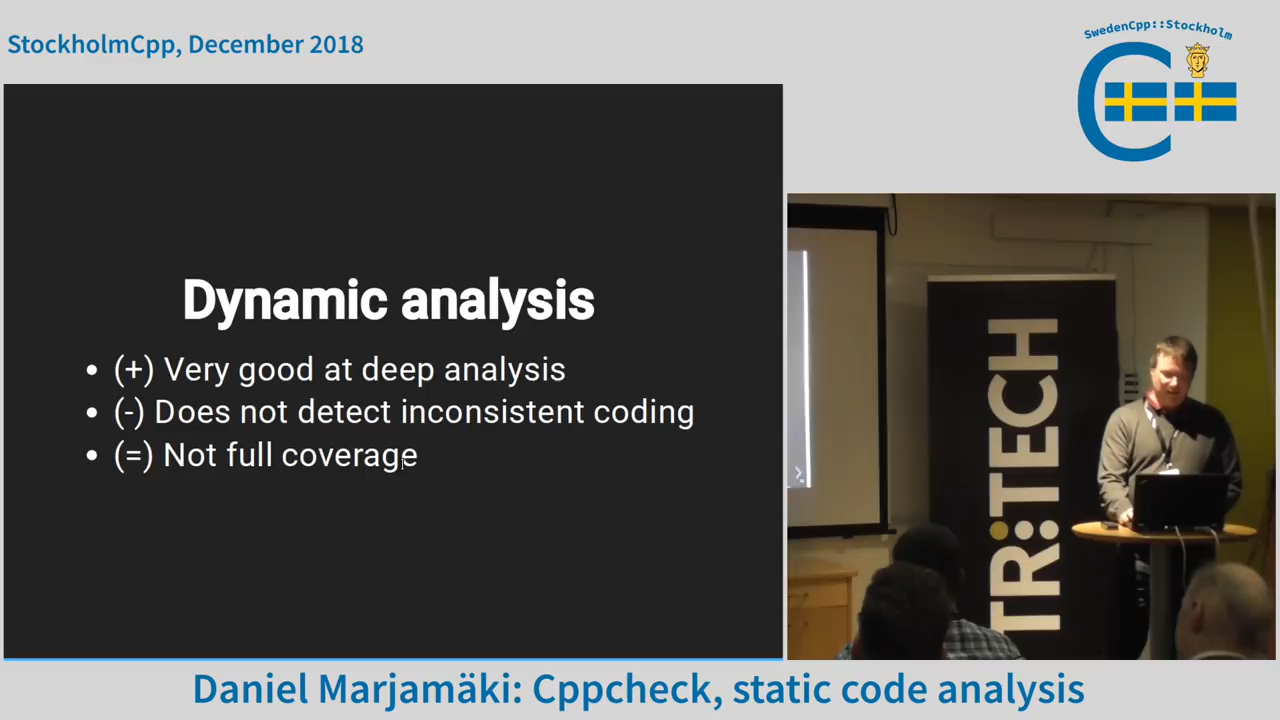 StockholmCpp, December 2018
SwedenCpp::Stockholm
Dynamic analysis
• (+) Very good at deep analysis
• (-) Does not detect inconsistent coding
• (=) Not full coverage
TR:TECH
Daniel Marjamäki: Cppcheck, static code analysis